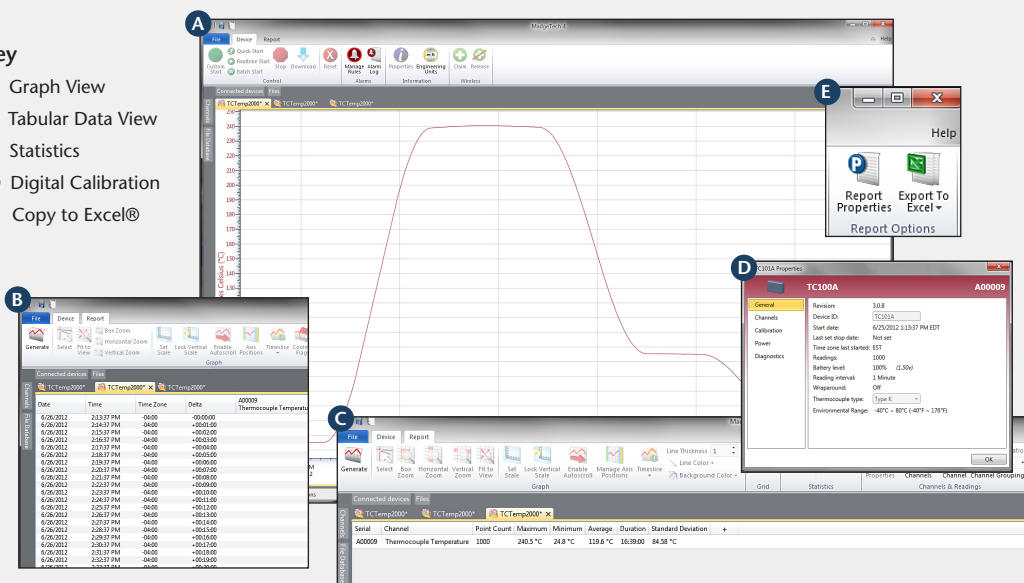 ey
Graph View
Tabular Data View
Statistics
Digital Calibration
Copy to Excel®
A
MadgeTech 4
File Device Report
Help
Custom Start
Quick Start
Realtime Start
Batch Start
Stop Download Reset
Manage Rules Alarm Log
Properties Engineering Units
Claim Release
Control Alarms Information Wireless
Connected devices Files
TCTemp2000* TCTemp2000* TCTemp2000*
Channels
File Database
250
240
230
220
210
200
190
180
170
160
150
140
130
es Celsius (°C)
E
Help
Report Properties
Export To Excel
Report Options
D
TC101A Properties
TC100A A00009
General
Channels
Calibration
Power
Diagnostics
Revision: 3.0.8
Device ID: TC101A
Start date: 6/25/2012 1:13:37 PM EDT
Last set stop date: Not set
Time zone last started: EST
Readings: 1000
Battery level: 100% (1.50v)
Reading interval: 1 Minute
Wraparound: Off
Thermocouple type: Type K
Environmental Range: -40°C ~ 80°C (-40°F ~ 176°F)
OK
B
File Device Report
Generate Select Fit to View
Box Zoom
Horizontal Zoom
Vertical Zoom
Set Scale Lock Vertical Scale Enable Autoscroll Axis Positions Timeslice
Graph
Connected devices Files
TCTemp2000* TCTemp2000* TCTemp2000*
Channels
File Database
A00009
Date Time Time Zone Delta Thermocouple Temperatu
6/26/2012 2:13:37 PM -04:00 -00:00:00
6/26/2012 2:14:37 PM -04:00 +00:01:00
6/26/2012 2:15:37 PM -04:00 +00:02:00
6/26/2012 2:16:37 PM -04:00 +00:03:00
6/26/2012 2:17:37 PM -04:00 +00:04:00
6/26/2012 2:18:37 PM -04:00 +00:05:00
6/26/2012 2:19:37 PM -04:00 +00:06:00
6/26/2012 2:20:37 PM -04:00 +00:07:00
6/26/2012 2:21:37 PM -04:00 +00:08:00
6/26/2012 2:22:37 PM -04:00 +00:09:00
6/26/2012 2:23:37 PM -04:00 +00:10:00
6/26/2012 2:24:37 PM -04:00 +00:11:00
6/26/2012 2:25:37 PM -04:00 +00:12:00
6/26/2012 2:26:37 PM -04:00 +00:13:00
6/26/2012 2:27:37 PM -04:00 +00:14:00
6/26/2012 2:28:37 PM -04:00 +00:15:00
6/26/2012 2:29:37 PM -04:00 +00:16:00
6/26/2012 2:30:37 PM -04:00 +00:17:00
6/26/2012 2:31:37 PM -04:00 +00:18:00
6/26/2012 2:32:37 PM -04:00 +00:19:00
C
File Device Report
Generate Select Box Zoom Horizontal Zoom Vertical Zoom Fit to View
Set Scale Lock Vertical Scale Enable Autoscroll Manage Axis Positions Timeslice
Line Thickness 1
Line Color
Background Color
Properties Channels Channel Channel Grouping
Graph Grid Statistics Channels & Readings
Connected devices Files
TCTemp2000* TCTemp2000* TCTemp2000*
Channels
File Database
Serial Channel Point Count Maximum Minimum Average Duration Standard Deviation +
A00009 Thermocouple Temperature 1000 240.5 °C 24.8 °C 119.6 °C 16:39:00 84.58 °C